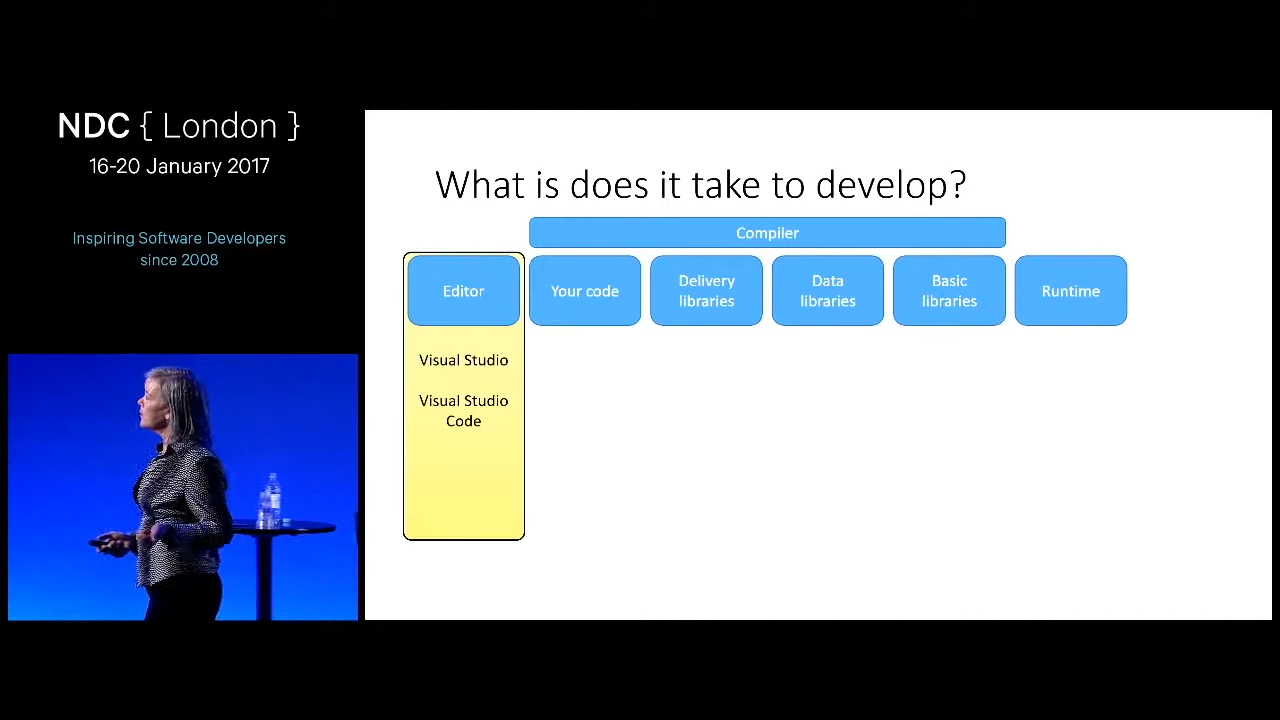 NDC { London }
16-20 January 2017
Inspiring Software Developers
since 2008
What is does it take to develop?
Compiler
Editor
Your code
Delivery
libraries
Data
libraries
Basic
libraries
Runtime
Visual Studio
Visual Studio
Code